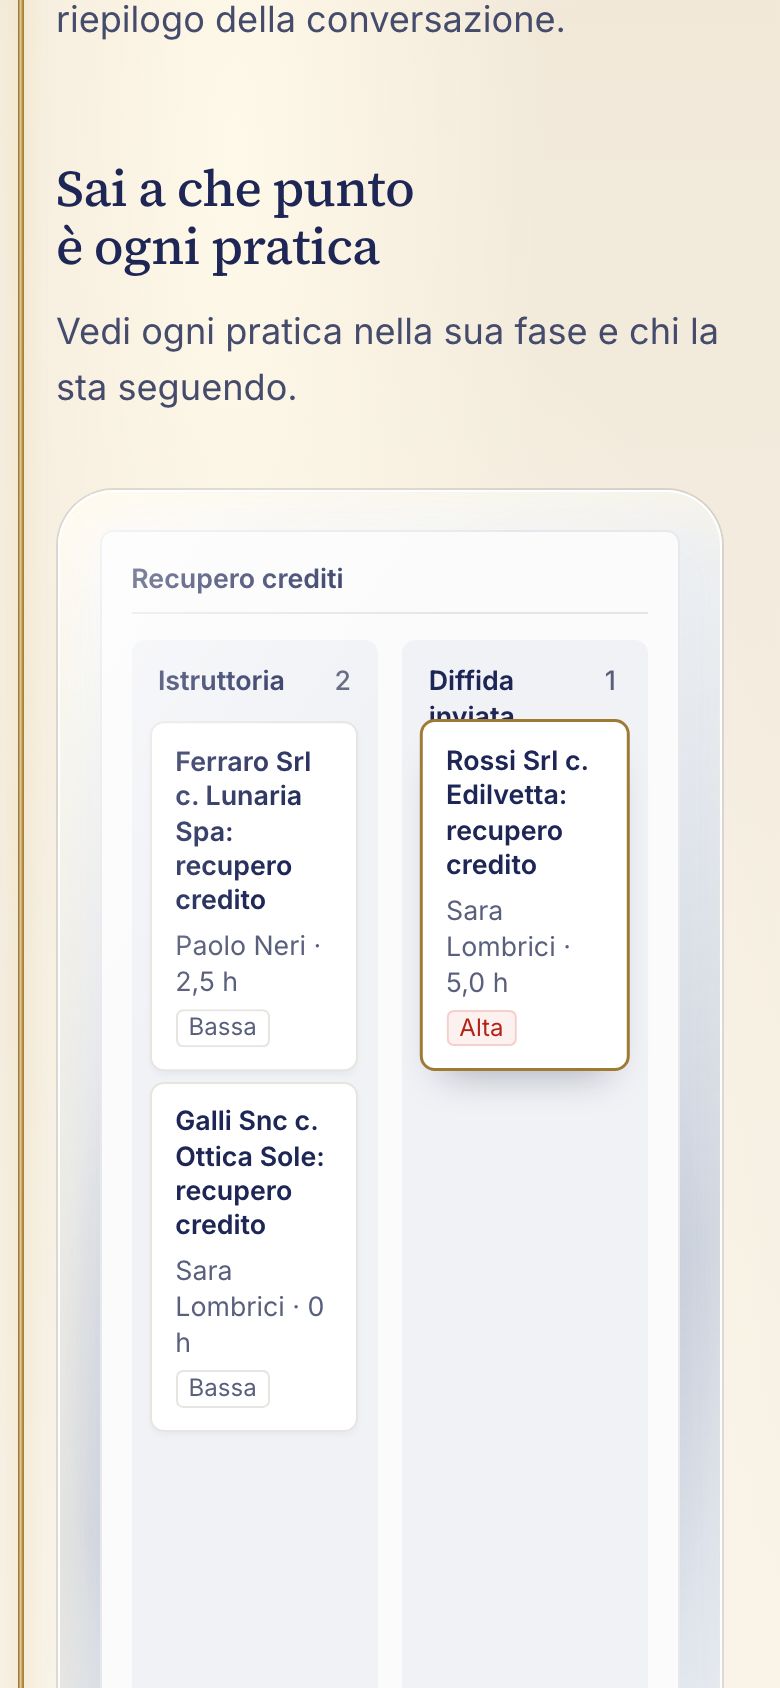 riepilogo della conversazione.
Sai a che punto
è ogni pratica
Vedi ogni pratica nella sua fase e chi la
sta seguendo.
Recupero crediti
Istruttoria 2
Ferraro Srl
c. Lunaria
Spa:
recupero
credito
Paolo Neri ·
2,5 h
Bassa
Galli Snc c.
Ottica Sole:
recupero
credito
Sara
Lombrici · 0
h
Bassa
Diffida 1
inviata
Rossi Srl c.
Edilvetta:
recupero
credito
Sara
Lombrici ·
5,0 h
Alta